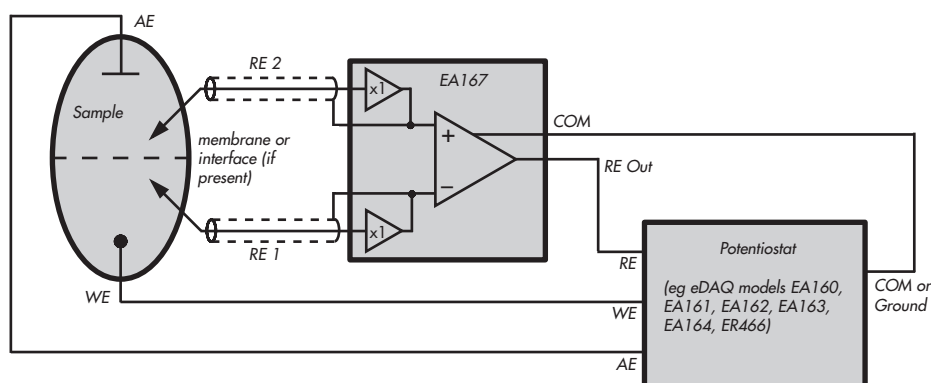 AE
RE 2
EA167
x1
Sample
COM
membrane or
interface (if
present)
+
RE Out
−
x1
Potentiostat
RE 1
RE
(eg eDAQ models EA160,
EA161, EA162, EA163,
EA164, ER466)
COM or
Ground
WE
WE
AE